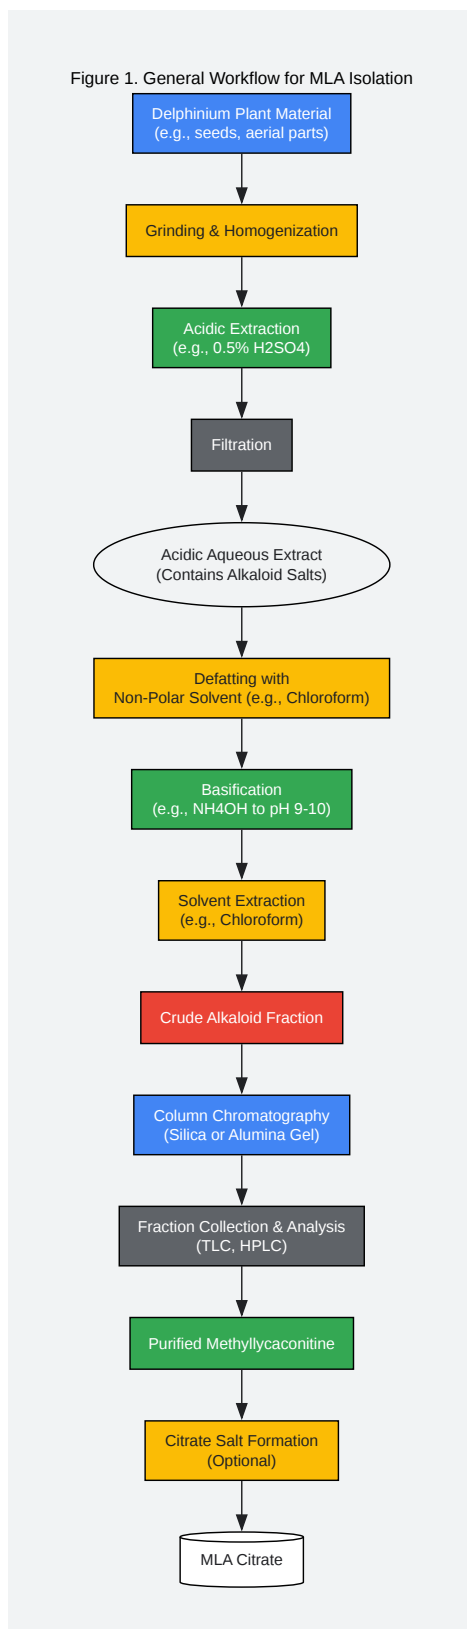 Figure 1. General Workflow for MLA Isolation
Delphinium Plant Material
(e.g., seeds, aerial parts)
Grinding & Homogenization
Acidic Extraction
(e.g., 0.5% H2SO4)
Filtration
Acidic Aqueous Extract
(Contains Alkaloid Salts)
Defatting with
Non-Polar Solvent (e.g., Chloroform)
Basification
(e.g., NH4OH to pH 9-10)
Solvent Extraction
(e.g., Chloroform)
Crude Alkaloid Fraction
Column Chromatography
(Silica or Alumina Gel)
Fraction Collection & Analysis
(TLC, HPLC)
Purified Methyllycaconitine
Citrate Salt Formation
(Optional)
MLA Citrate